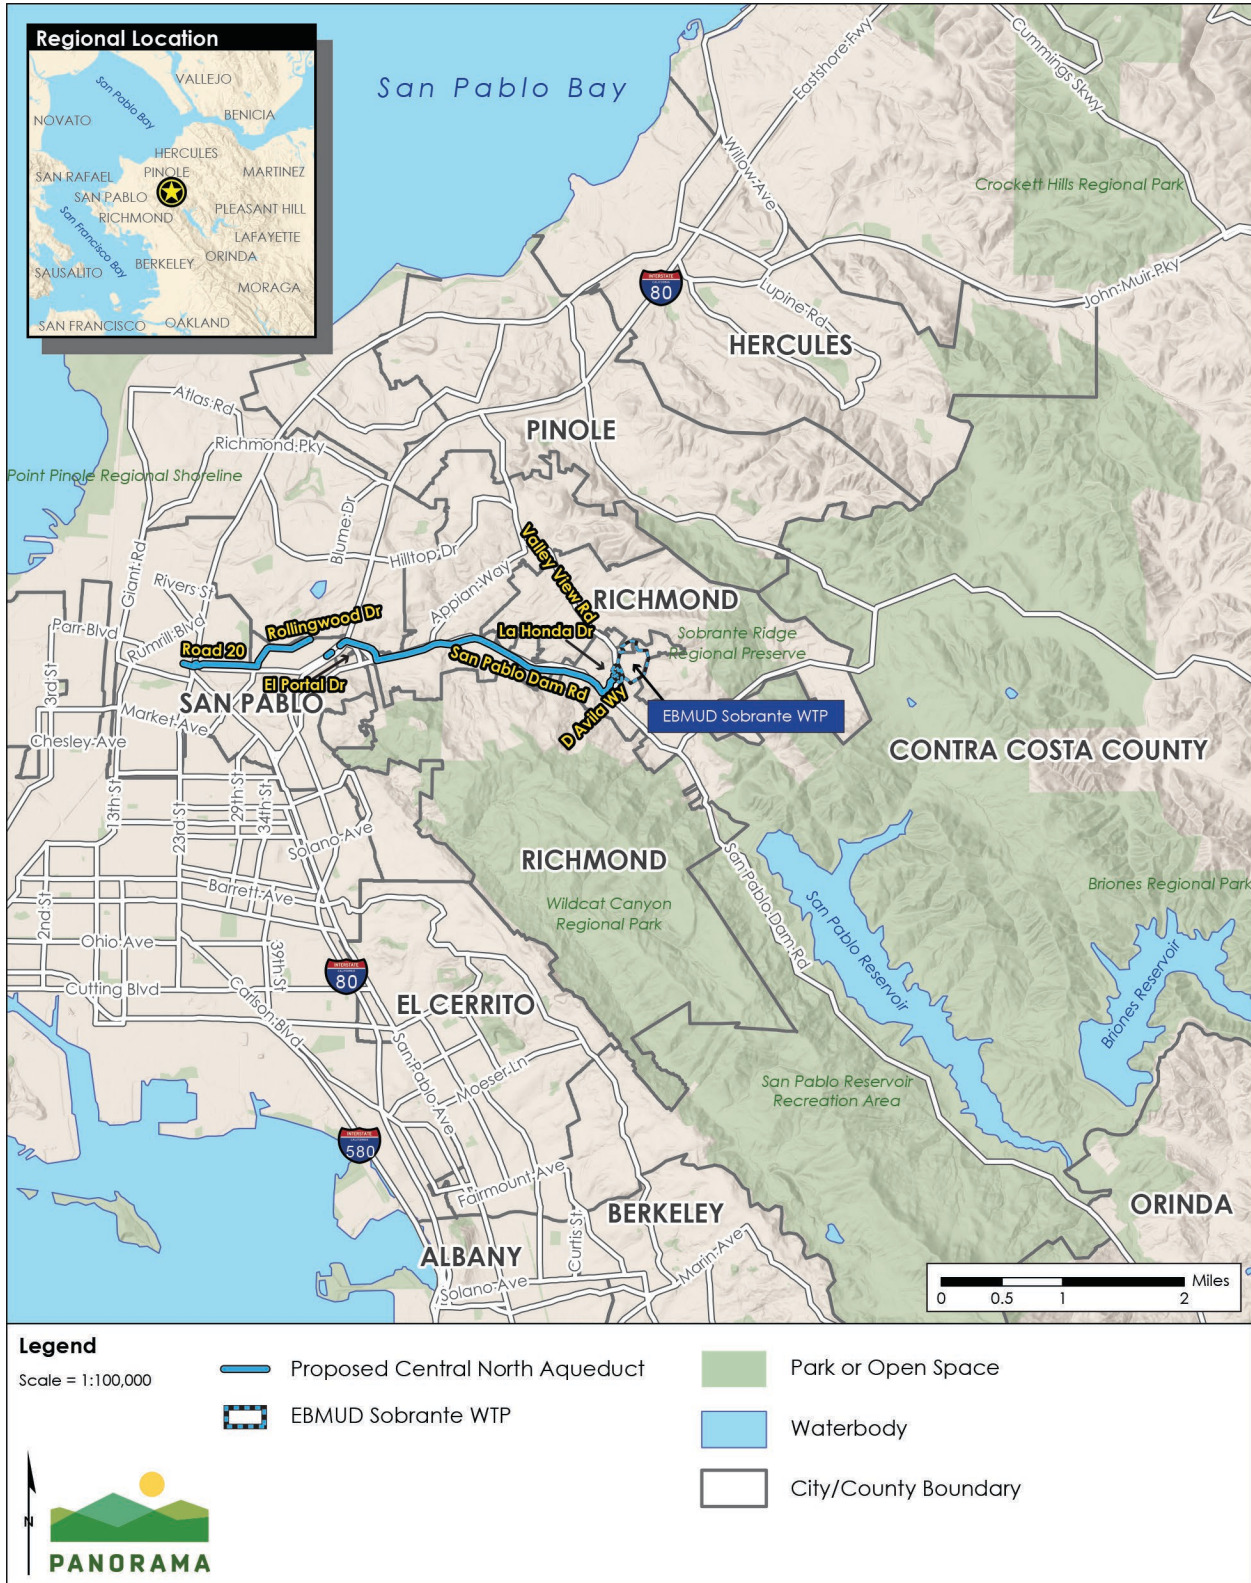 Regional Location
VALLEJO
San Pablo Bay
BENICIA
NOVATO
HERCULES
PINOLE
MARTINEZ
SAN RAFAEL
SAN PABLO
RICHMOND
PLEASANT HILL
San Francisco Bay
LAFAYETTE
ORINDA
BERKELEY
SAUSALITO
MORAGA
SAN FRANCISCO
OAKLAND
San Pablo Bay
Eastshore Fwy
Cummings Skwy
Willow Ave
Crockett Hills Regional Park
John Muir Pky
INTERSTATE
CALIFORNIA
80
Lupine Rd
HERCULES
Atlas Rd
PINOLE
Richmond Pky
Point Pinole Regional Shoreline
Blume Dr
Hilltop Dr
Valley View Rd
Giant Rd
Rivers St
Appian Way
RICHMOND
Rollingwood Dr
Parr Blvd
Rumrill Blvd
La Honda Dr
Sobrante Ridge
Regional Preserve
Road 20
San Pablo Dam Rd
3rd St
El Portal Dr
SAN PABLO
D Avila Wy
EBMUD Sobrante WTP
Market Ave
Chesley Ave
CONTRA COSTA COUNTY
13th St
23rd St
29th St
34th St
Solano Ave
RICHMOND
San Pablo Dam Rd
Barrett Ave
Wildcat Canyon
Regional Park
Briones Regional Park
2nd St
San Pablo Reservoir
Ohio Ave
39th St
INTERSTATE
CALIFORNIA
80
Cutting Blvd
Carlson Blvd
EL CERRITO
Briones Reservoir
San Pablo Ave
Moeser Ln
San Pablo Reservoir
Recreation Area
INTERSTATE
CALIFORNIA
580
Fairmount Ave
BERKELEY
ORINDA
Curtis St
Marin Ave
ALBANY
Solano Ave
Miles
0 0.5 1 2
Legend
Scale = 1:100,000
Proposed Central North Aqueduct
EBMUD Sobrante WTP
Park or Open Space
Waterbody
City/County Boundary
N
PANORAMA